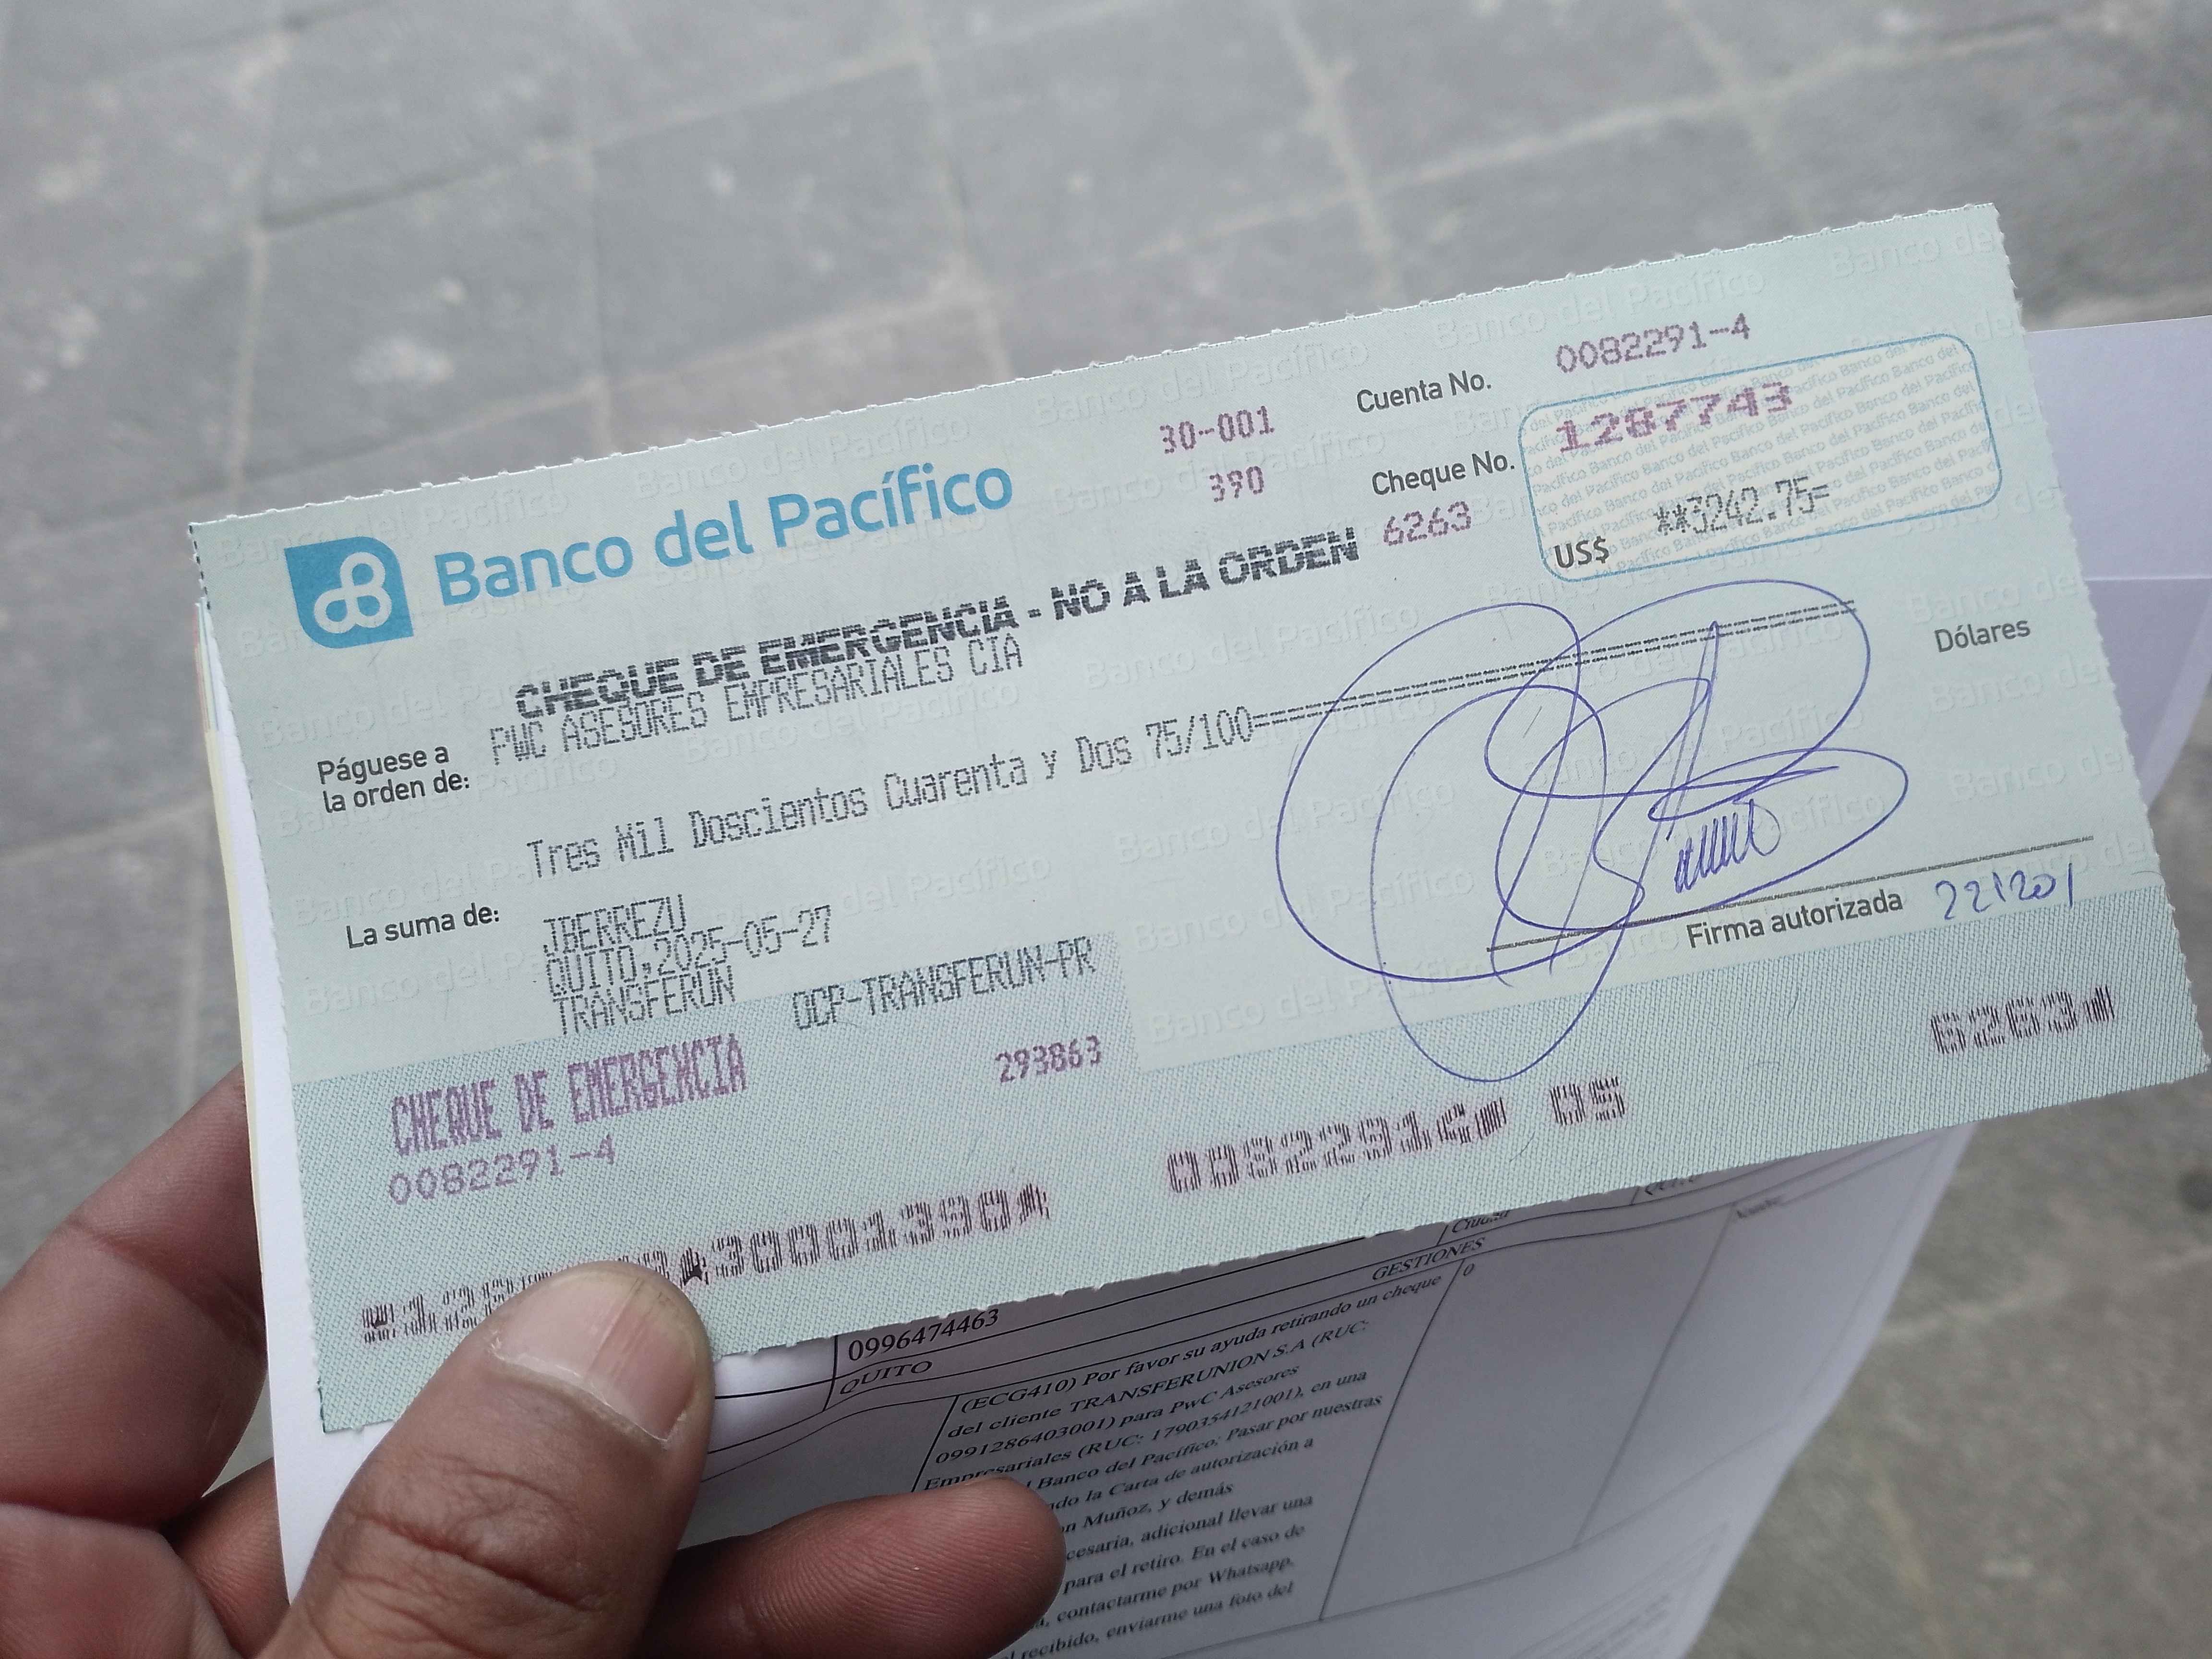 Banco del Pacífico
30-001
390
Cuenta No. 0082291-4
Cheque No. 1287743
6263
US$ **3242.75=
CHEQUE DE EMERGENCIA - NO A LA ORDEN
Páguese a la orden de: PWC ASESORES EMPRESARIALES CIA
Tres Mil Doscientos Cuarenta y Dos 75/100
Dólares
La suma de:
JBERREZU
QUITO,2025-05-27
TRANSFERUN OCP-TRANSFERUN-PR
Firma autorizada
CHEQUE DE EMERGENCIA 293863
0082291-4
6263
0996474463
Ciudad
QUITO
GESTIONES
0
(ECG410) Por favor su ayuda retirando un cheque
del cliente TRANSFERUNION S.A (RUC:
0991286403001) para PwC Asesores
Empresariales (RUC: 1790354121001), en una
Banco del Pacífico: Pasar por nuestras
la Carta de autorización a
Muñoz, y demás
adicional llevar una
para el retiro. En el caso de
contactarme por Whatsapp.
recibido, enviarme una foto del